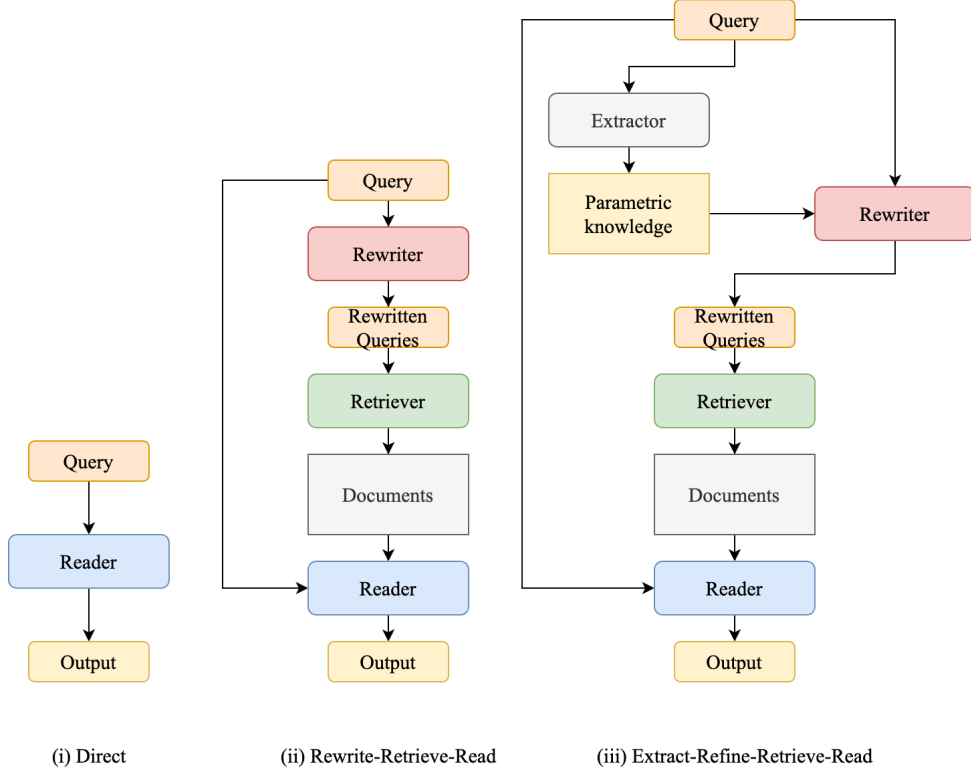 Query
Reader
Output
(i) Direct
Query
Rewriter
Rewritten
Queries
Retriever
Documents
Reader
Output
(ii) Rewrite-Retrieve-Read
Query
Extractor
Parametric
knowledge
Rewriter
Rewritten
Queries
Retriever
Documents
Reader
Output
(iii) Extract-Refine-Retrieve-Read